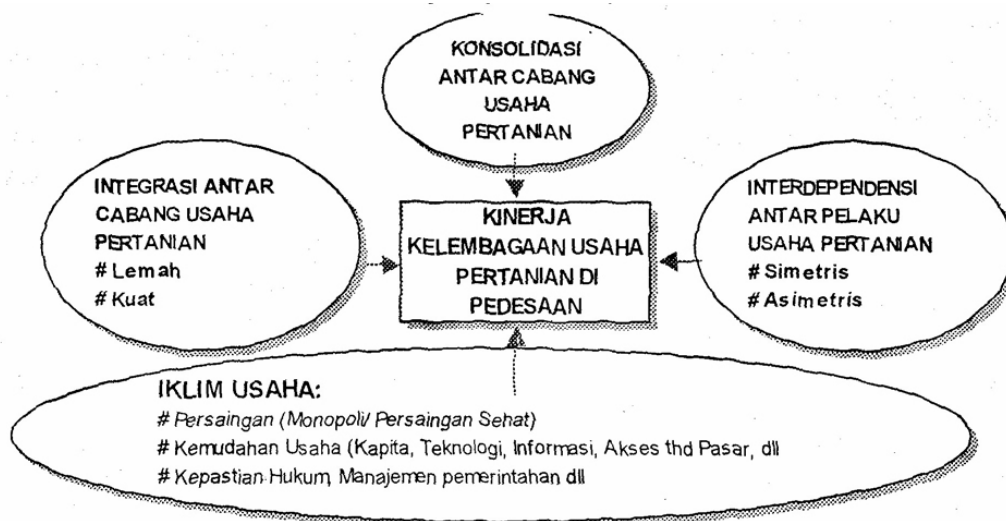 KONSOLIDASI
ANTAR CABANG
USAHA
PERTANIAN
INTEGRASI ANTAR
CABANG USAHA
PERTANIAN
# Lemah
# Kuat
KINERJA
KELEMBAGAAN USAHA
PERTANIAN DI
PEDESAAN
INTERDEPENDENSI
ANTAR PELAKU
USAHA PERTANIAN
# Simetris
# Asimetris
IKLIM USAHA:
# Persaingan (Monopoli/ Persaingan Sehat)
# Kemudahan Usaha (Kapita, Teknologi, Informasi, Akses thd Pasar, dll
# Kepastian Hukum, Manajemen pemerintahan dll